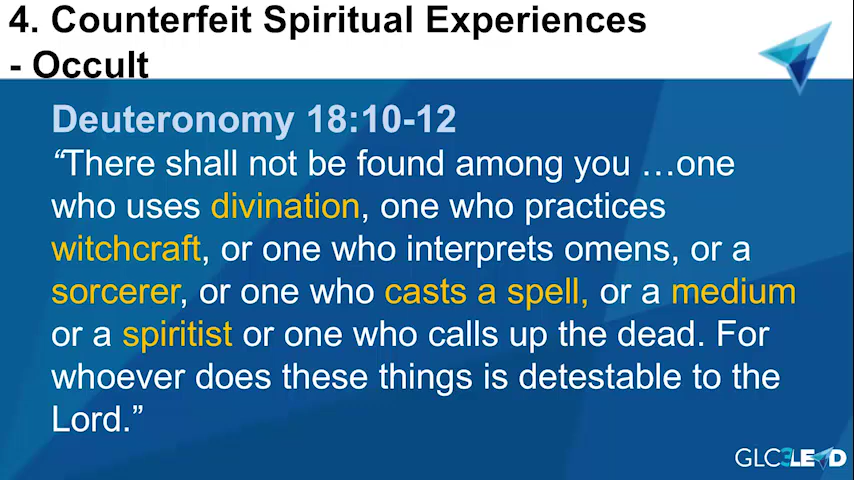 4. Counterfeit Spiritual Experiences
- Occult
Deuteronomy 18:10-12
“There shall not be found among you …one
who uses divination, one who practices
witchcraft, or one who interprets omens, or a
sorcerer, or one who casts a spell, or a medium
or a spiritist or one who calls up the dead. For
whoever does these things is detestable to the
Lord.”
GLC3LEAD